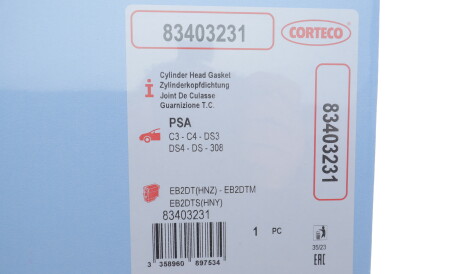 83403231
CORTECO
Cylinder Head Gasket
Zylinderkopfdichtung
Joint De Culasse
Guarnizione T.C.
PSA
C3 - C4 - DS3
DS4 - DS - 308
83403231
EB2DT(HNZ) - EB2DTM
EB2DTS(HNY)
83403231
1 PC
3 358960 897534
35/23
EAC